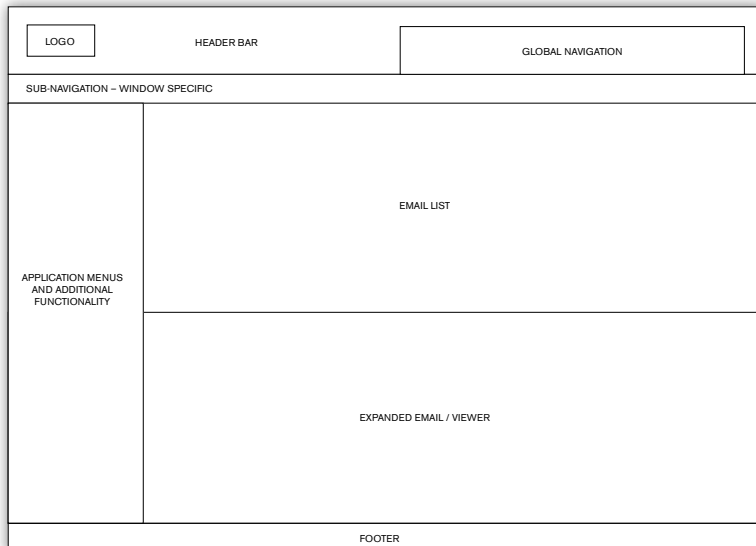 LOGO
HEADER BAR
GLOBAL NAVIGATION
SUB-NAVIGATION – WINDOW SPECIFIC
EMAIL LIST
APPLICATION MENUS
AND ADDITIONAL
FUNCTIONALITY
EXPANDED EMAIL / VIEWER
FOOTER